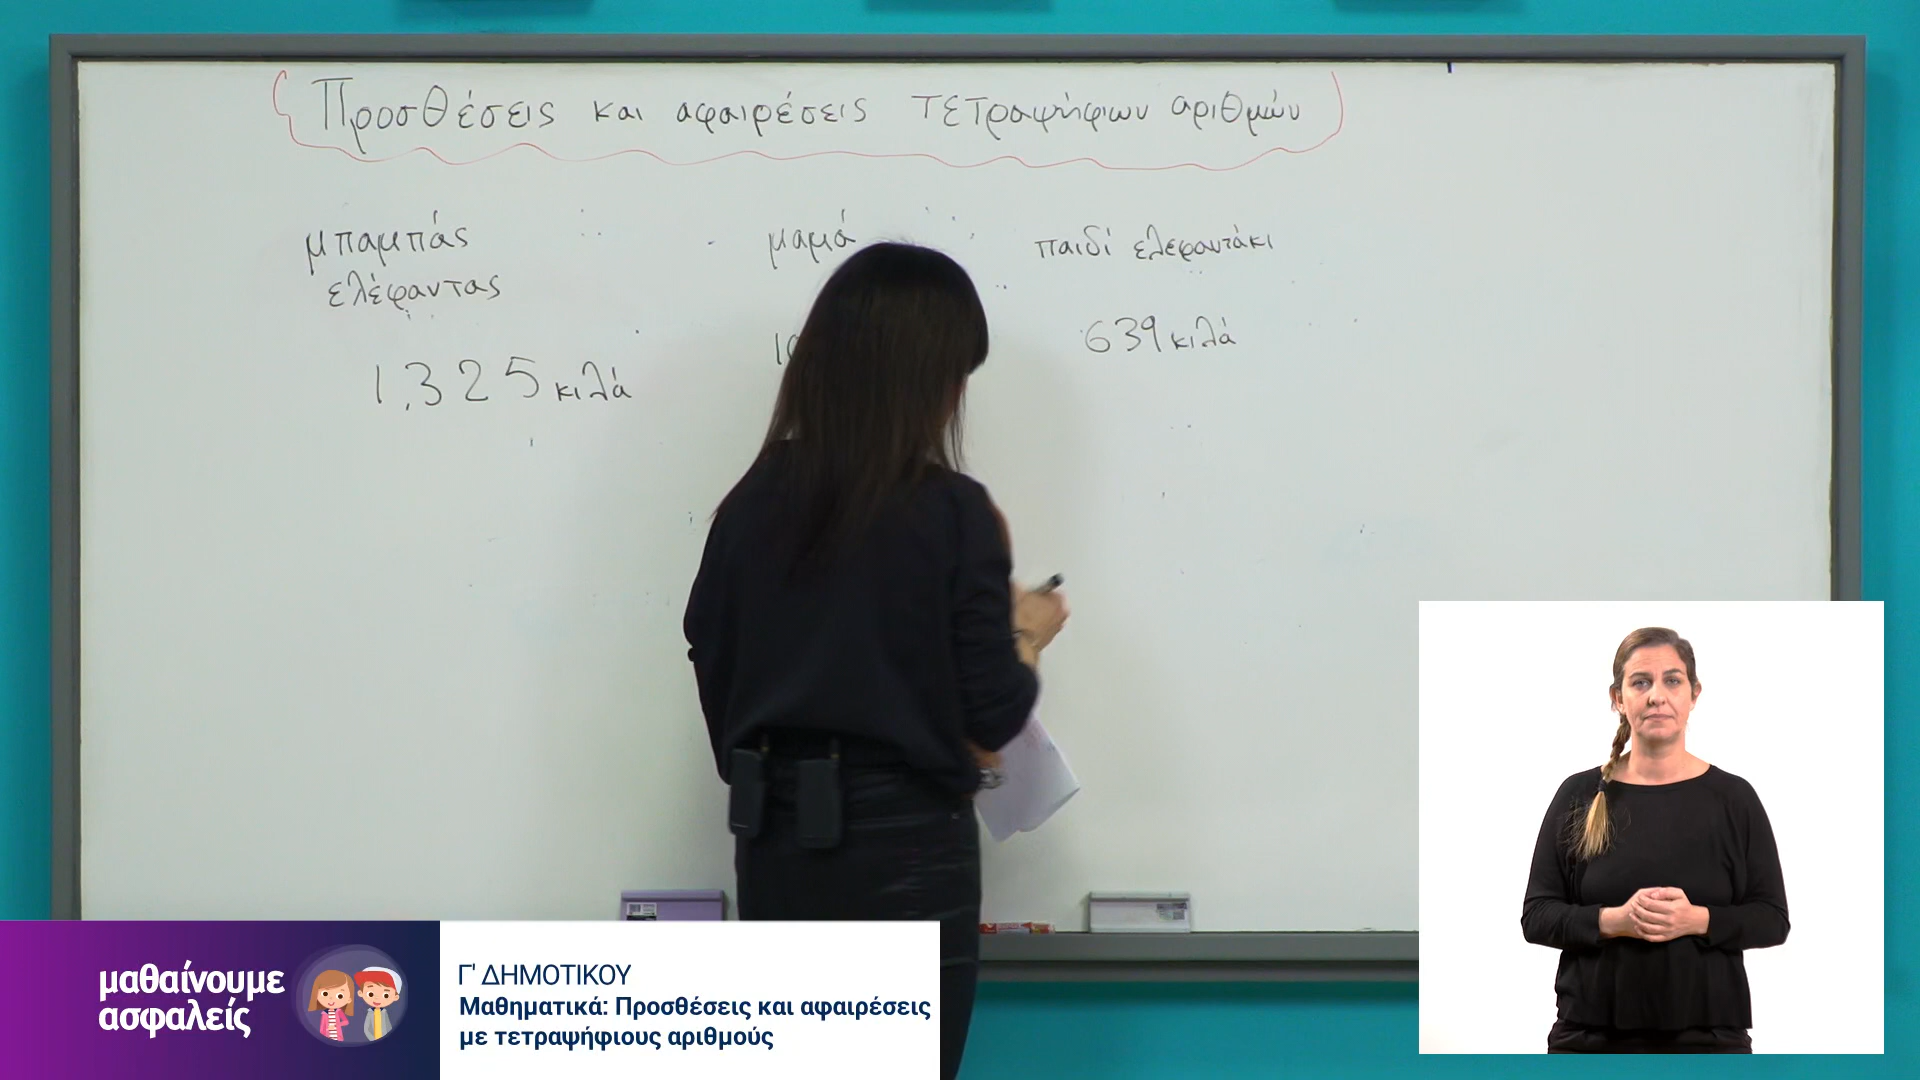 Προσθέσεις και αφαιρέσεις τετραψήφιων αριθμών
μπαμπάς
ελέφαντας
μαμά
παιδί ελεφαντάκι
1.325 κιλά
639 κιλά
μαθαίνουμε
ασφαλείς
Γ' ΔΗΜΟΤΙΚΟΥ
Μαθηματικά: Προσθέσεις και αφαιρέσεις
με τετραψήφιους αριθμούς